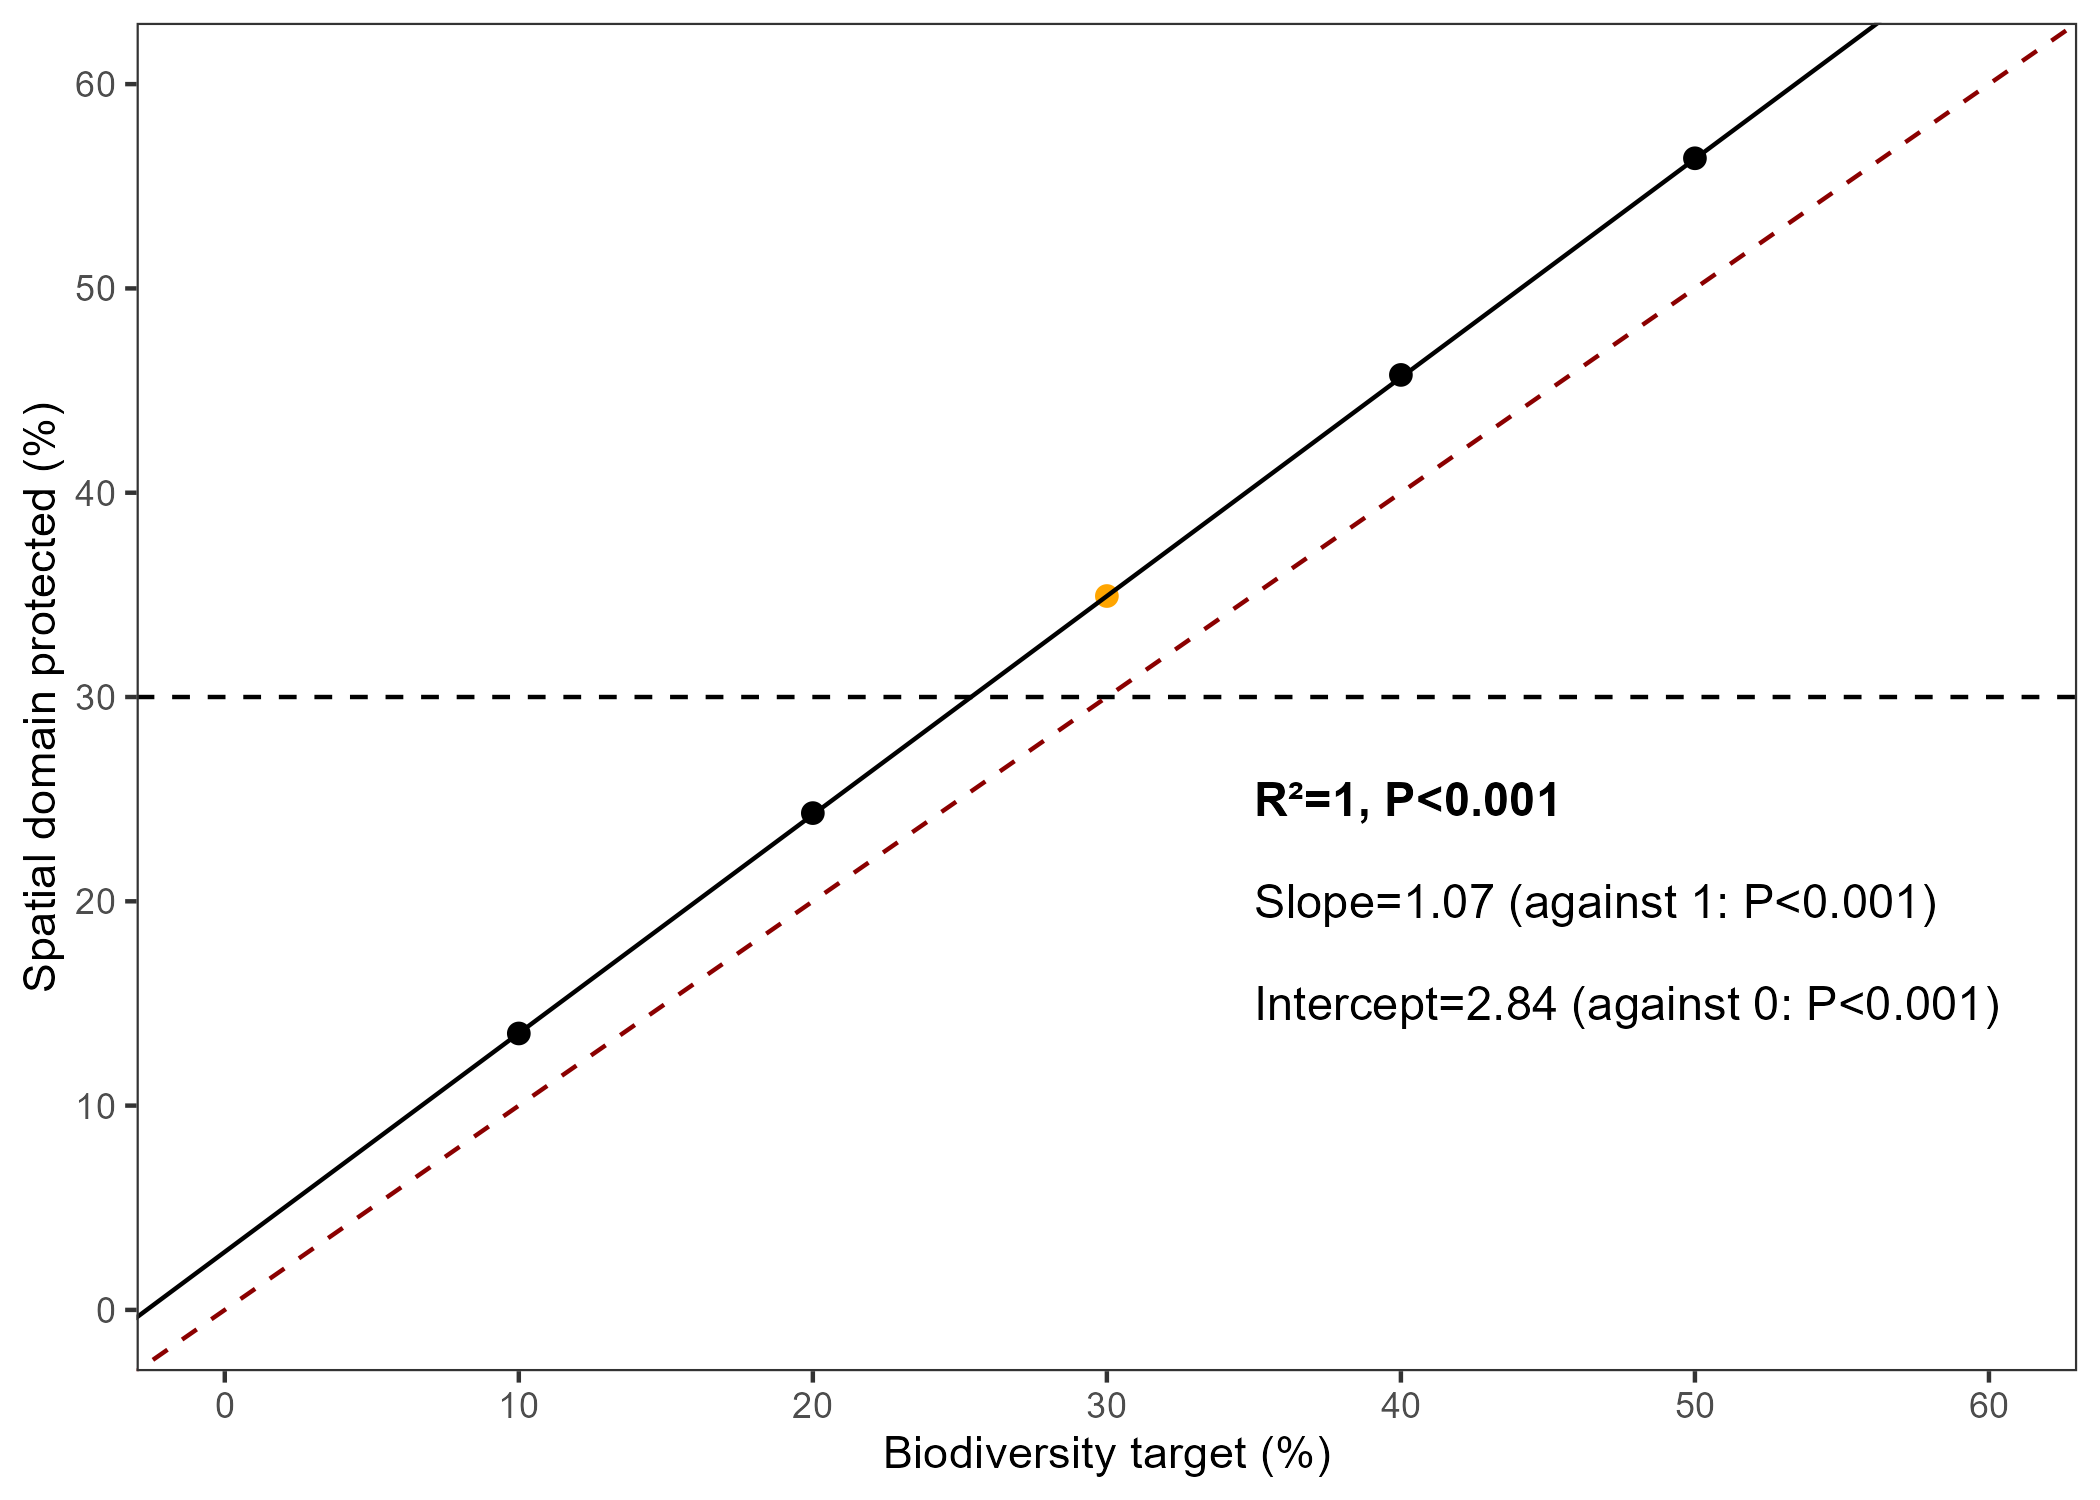 60
50
40
30
20
10
0
Spatial domain protected (%)
R²=1, P<0.001
Slope=1.07 (against 1: P<0.001)
Intercept=2.84 (against 0: P<0.001)
0 10 20 30 40 50 60
Biodiversity target (%)